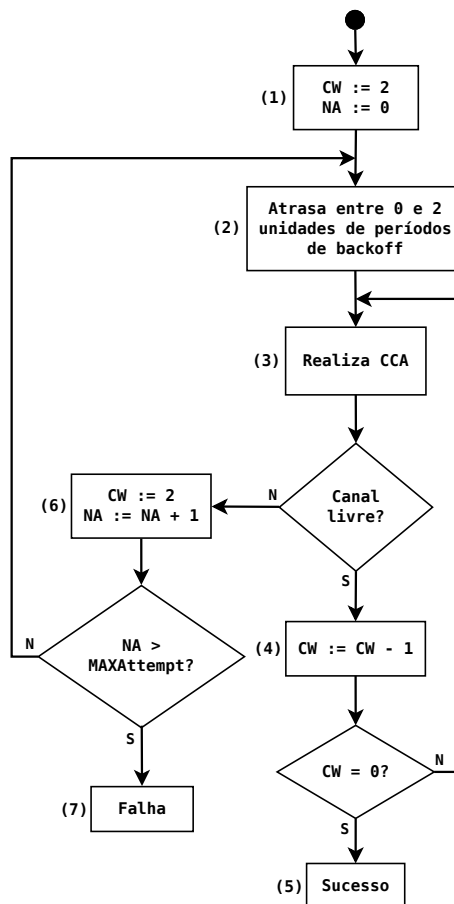 (1)
CW := 2
NA := 0
(2)
Atrasa entre 0 e 2
unidades de períodos
de backoff
(3)
Realiza CCA
(6)
CW := 2
NA := NA + 1
N
Canal
livre?
S
N
NA >
MAXAttempt?
(4)
CW := CW - 1
S
CW = 0?
N
(7)
Falha
S
(5)
Sucesso